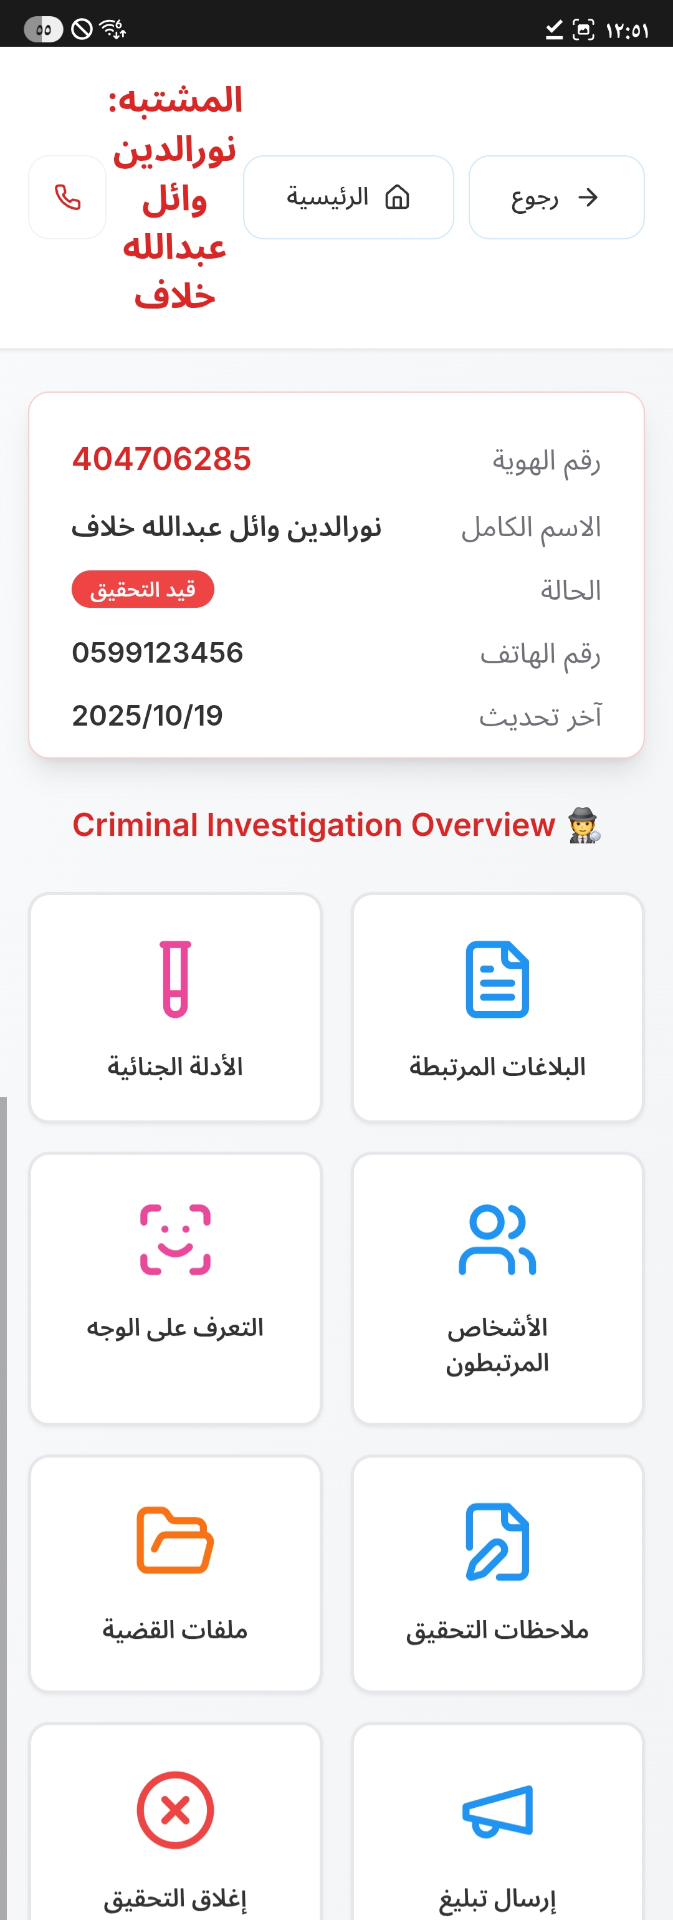 ١٢:٥١
٥٥
6
رجوع
الرئيسية
المشتبه:
نورالدين
وائل
عبدالله
خلاف
رقم الهوية 404706285
الاسم الكامل نورالدين وائل عبدالله خلاف
الحالة قيد التحقيق
رقم الهاتف 0599123456
آخر تحديث 2025/10/19
Criminal Investigation Overview
البلاغات المرتبطة
الأدلة الجنائية
الأشخاص
المرتبطون
التعرف على الوجه
ملاحظات التحقيق
ملفات القضية
إرسال تبليغ
إغلاق التحقيق